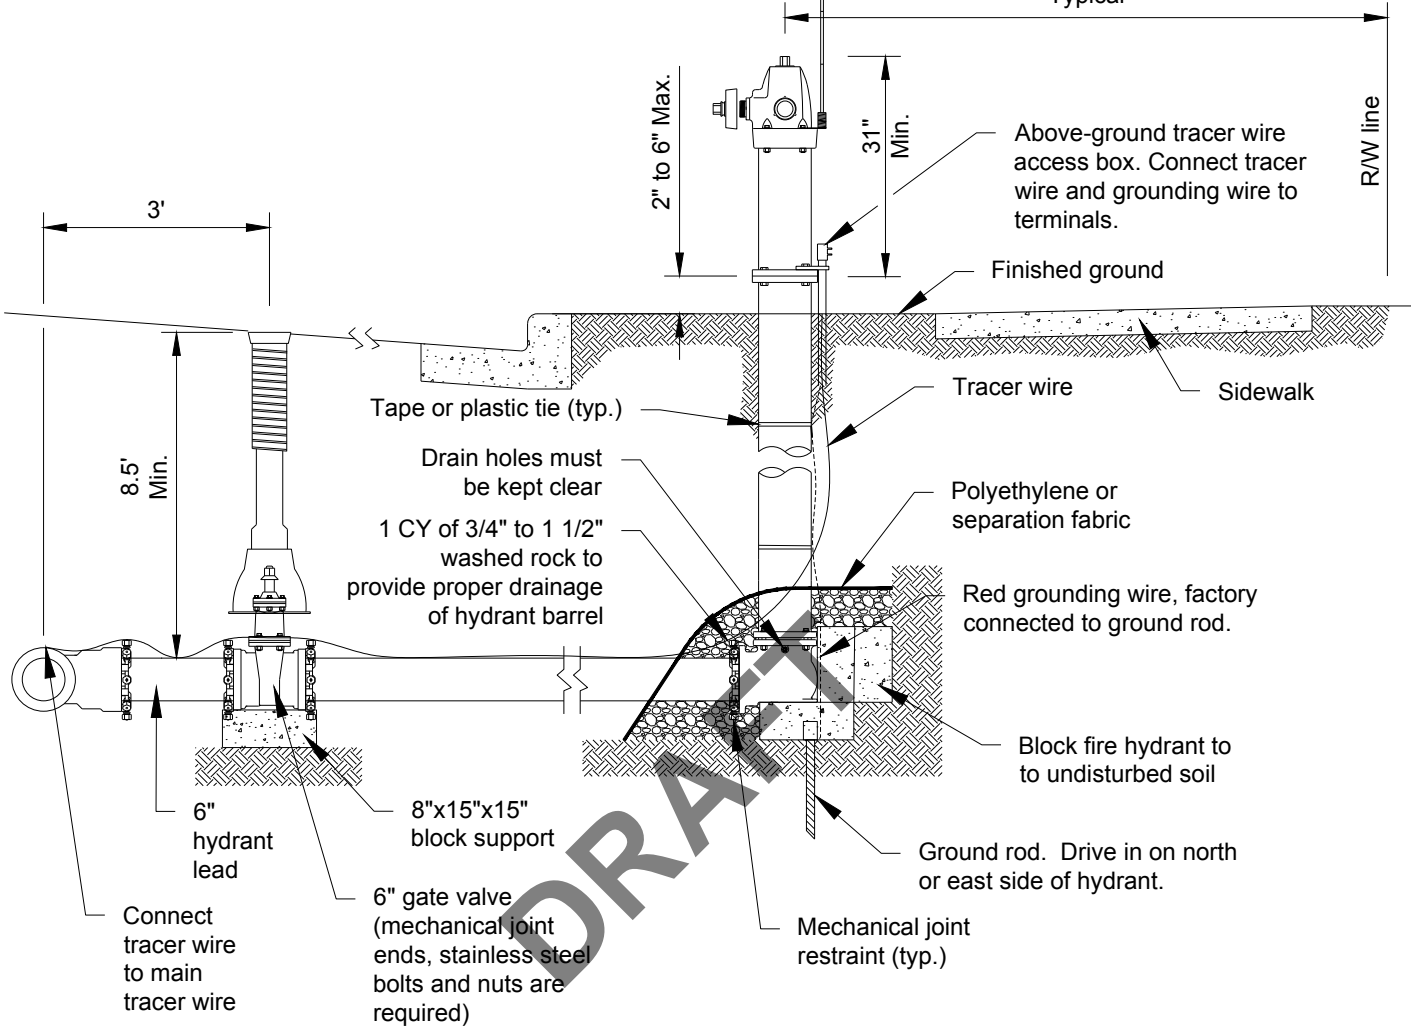 Typical
2" to 6" Max.
31"
Min.
R/W line
Above-ground tracer wire
access box. Connect tracer
wire and grounding wire to
terminals.
3'
Finished ground
8.5'
Min.
Tape or plastic tie (typ.)
Tracer wire
Sidewalk
Drain holes must
be kept clear
Polyethylene or
separation fabric
1 CY of 3/4" to 1 1/2"
washed rock to
provide proper drainage
of hydrant barrel
Red grounding wire, factory
connected to ground rod.
Block fire hydrant to
to undisturbed soil
6"
hydrant
lead
8"x15"x15"
block support
Ground rod.  Drive in on north
or east side of hydrant.
Connect
tracer wire
to main
tracer wire
6" gate valve
(mechanical joint
ends, stainless steel
bolts and nuts are
required)
Mechanical joint
restraint (typ.)
DRAFT